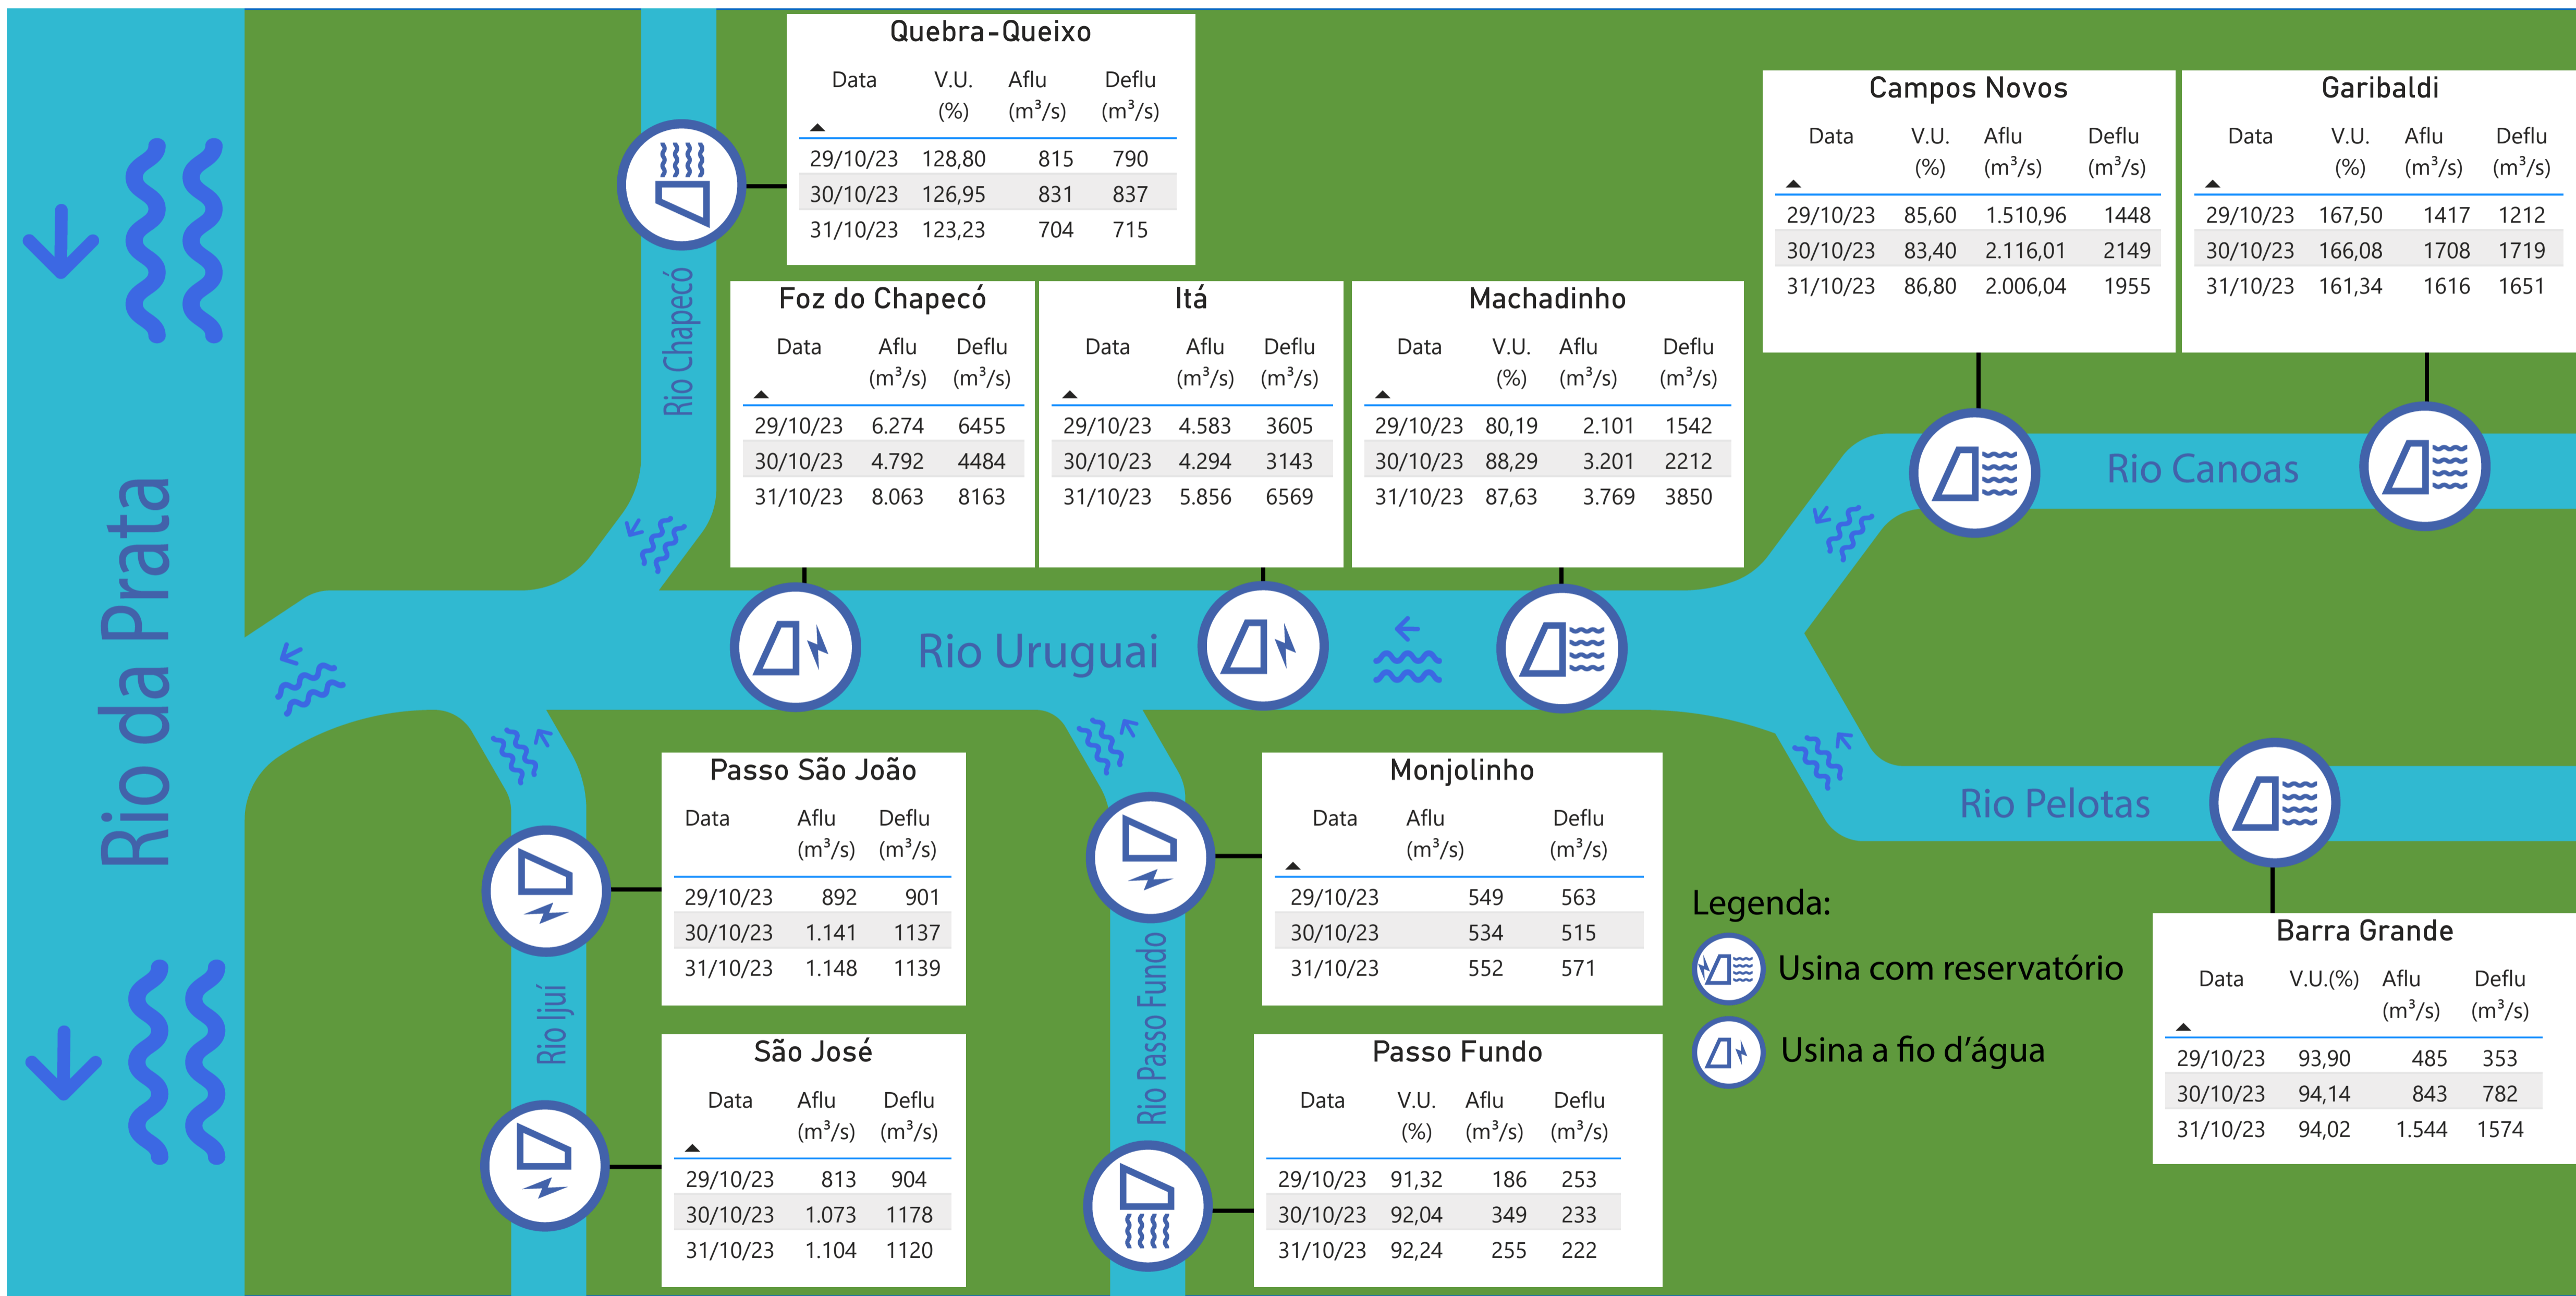 Rio da Prata
Quebra-Queixo
Data V.U. (%) Aflu (m³/s) Deflu (m³/s)
29/10/23 128,80 815 790
30/10/23 126,95 831 837
31/10/23 123,23 704 715
Rio Chapecó
Campos Novos
Data V.U. (%) Aflu (m³/s) Deflu (m³/s)
29/10/23 85,60 1.510,96 1448
30/10/23 83,40 2.116,01 2149
31/10/23 86,80 2.006,04 1955
Garibaldi
Data V.U. (%) Aflu (m³/s) Deflu (m³/s)
29/10/23 167,50 1417 1212
30/10/23 166,08 1708 1719
31/10/23 161,34 1616 1651
Foz do Chapecó
Data Aflu (m³/s) Deflu (m³/s)
29/10/23 6.274 6455
30/10/23 4.792 4484
31/10/23 8.063 8163
Itá
Data Aflu (m³/s) Deflu (m³/s)
29/10/23 4.583 3605
30/10/23 4.294 3143
31/10/23 5.856 6569
Machadinho
Data V.U. (%) Aflu (m³/s) Deflu (m³/s)
29/10/23 80,19 2.101 1542
30/10/23 88,29 3.201 2212
31/10/23 87,63 3.769 3850
Rio Canoas
Rio Uruguai
Rio Pelotas
Passo São João
Data Aflu (m³/s) Deflu (m³/s)
29/10/23 892 901
30/10/23 1.141 1137
31/10/23 1.148 1139
Monjolinho
Data Aflu (m³/s) Deflu (m³/s)
29/10/23 549 563
30/10/23 534 515
31/10/23 552 571
Rio Ijuí
Rio Passo Fundo
São José
Data Aflu (m³/s) Deflu (m³/s)
29/10/23 813 904
30/10/23 1.073 1178
31/10/23 1.104 1120
Passo Fundo
Data V.U. (%) Aflu (m³/s) Deflu (m³/s)
29/10/23 91,32 186 253
30/10/23 92,04 349 233
31/10/23 92,24 255 222
Legenda:
Usina com reservatório
Usina a fio d’água
Barra Grande
Data V.U.(%) Aflu (m³/s) Deflu (m³/s)
29/10/23 93,90 485 353
30/10/23 94,14 843 782
31/10/23 94,02 1.544 1574